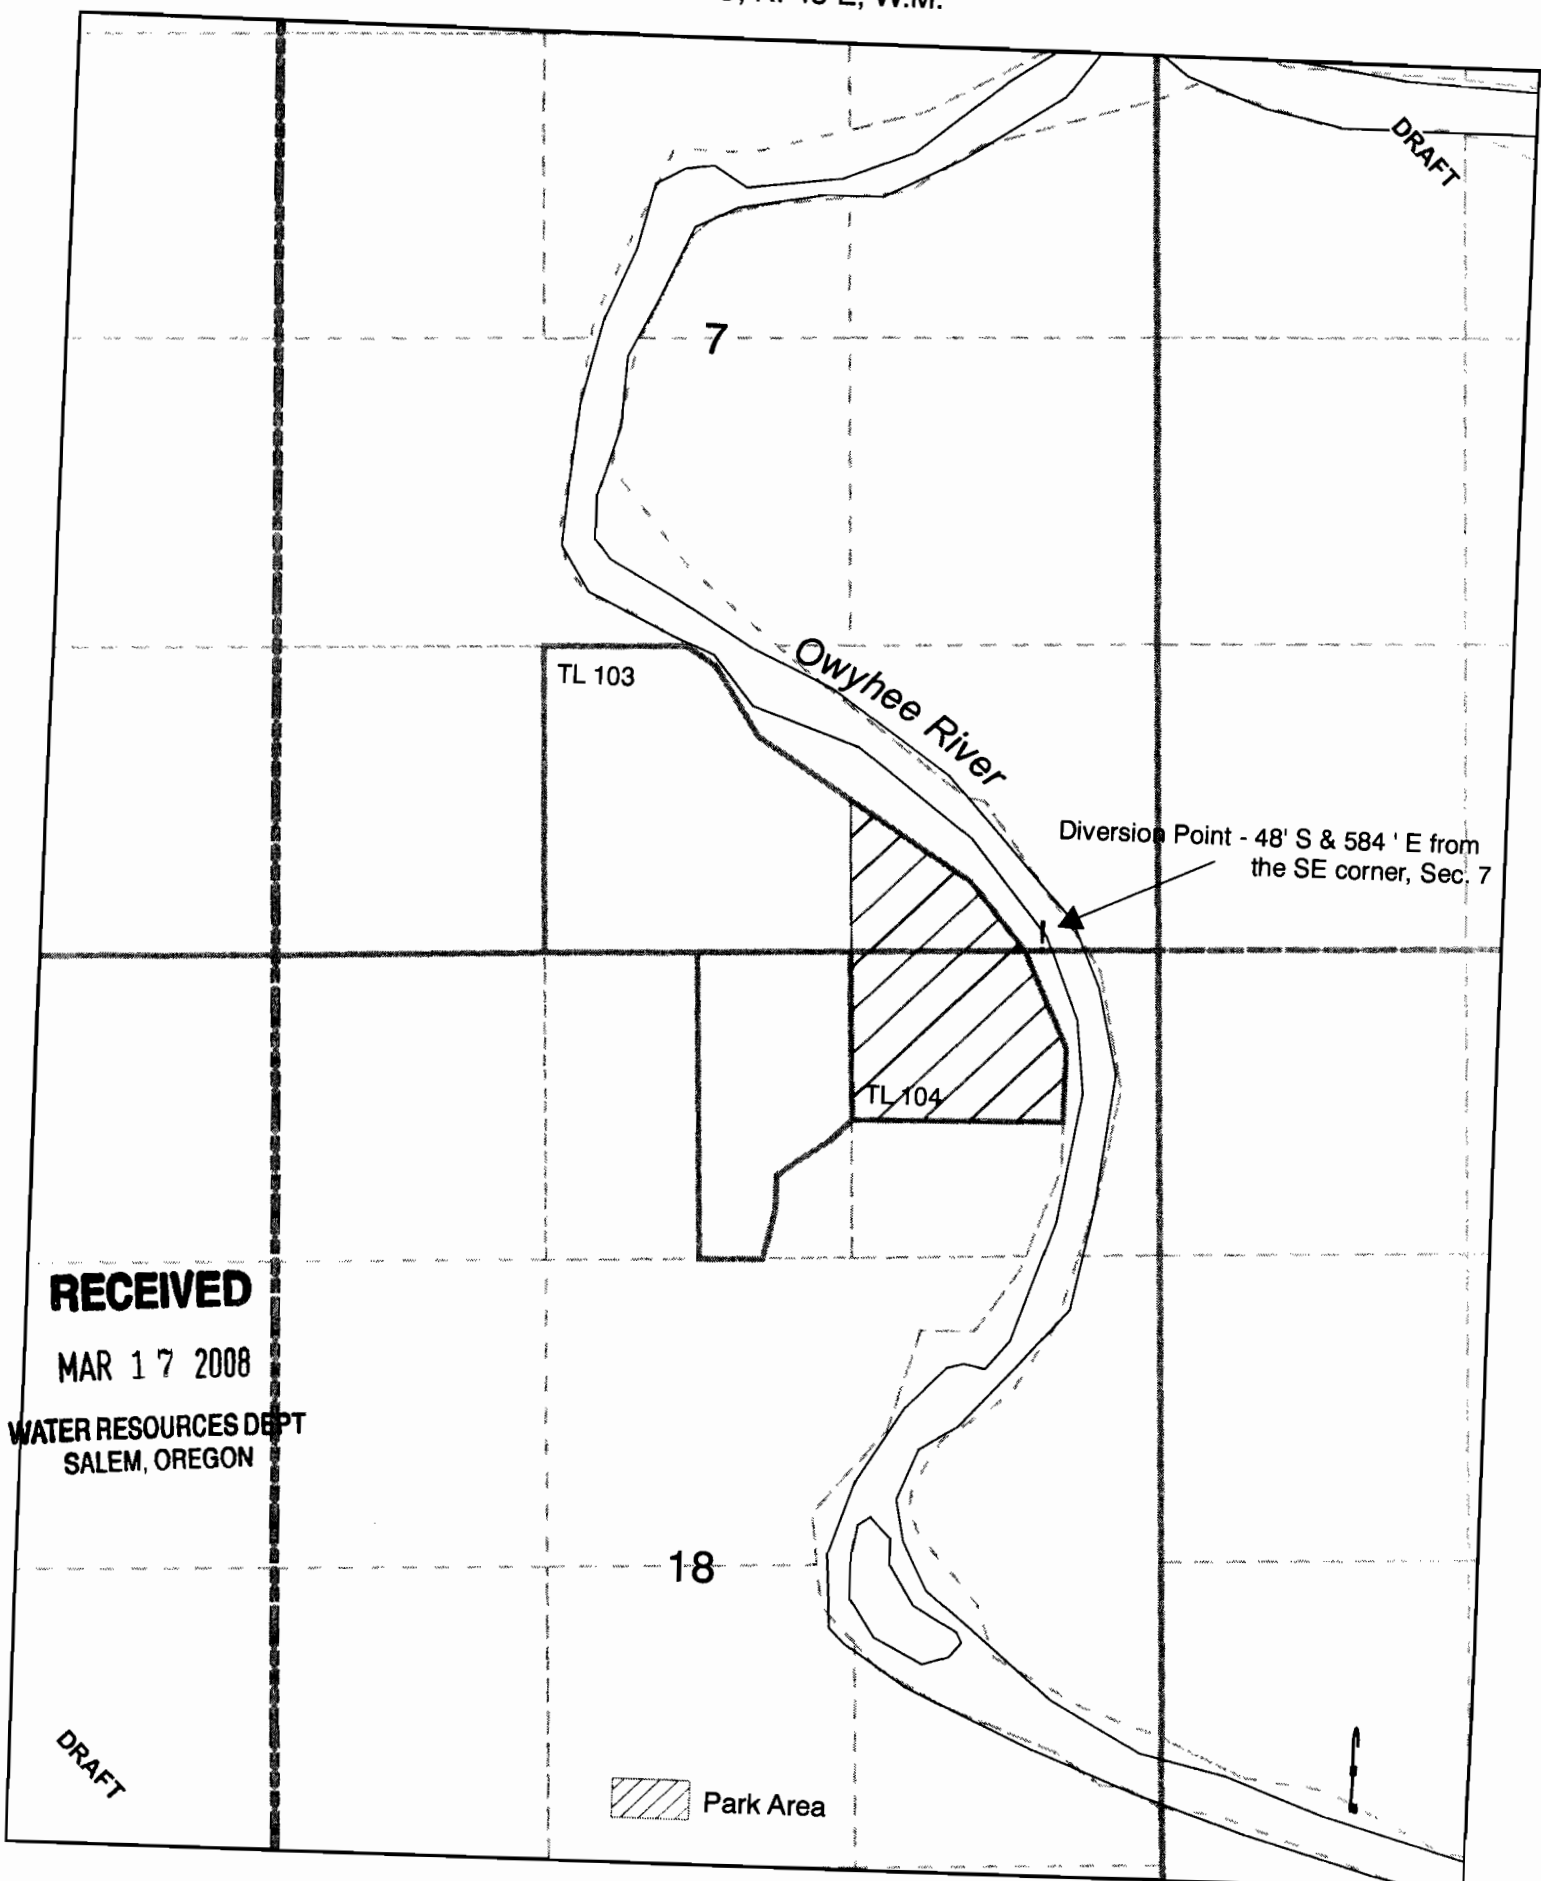 DRAFT
7
TL 103
Owyhee River
Diversion Point - 48' S & 584 ' E from
the SE corner, Sec. 7
TL 104
RECEIVED
MAR 17 2008
WATER RESOURCES DEPT
SALEM, OREGON
18
DRAFT
Park Area